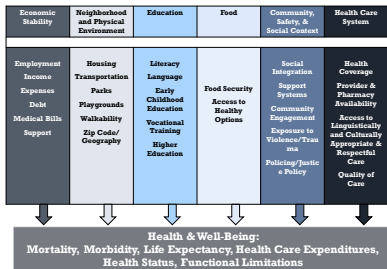 Economic
Stability
Neighborhood
and Physical
Environment
Education
Food
Community,
Safety, &
Social Context
Health Care
System
Employment
Income
Expenses
Debt
Medical Bills
Support
Housing
Transportation
Parks
Playgrounds
Walkability
Zip Code/
Geography
Literacy
Language
Early
Childhood
Education
Vocational
Training
Higher
Education
Food Security
Access to
Healthy
Options
Social
Integration
Support
Systems
Community
Engagement
Exposure to
Violence/Trau
ma
Policing/Justic
e Policy
Health
Coverage
Provider &
Pharmacy
Availability
Access to
Linguistically
and Culturally
Appropriate &
Respectful
Care
Quality of
Care
Health & Well-Being:
Mortality, Morbidity, Life Expectancy, Health Care Expenditures,
Health Status, Functional Limitations